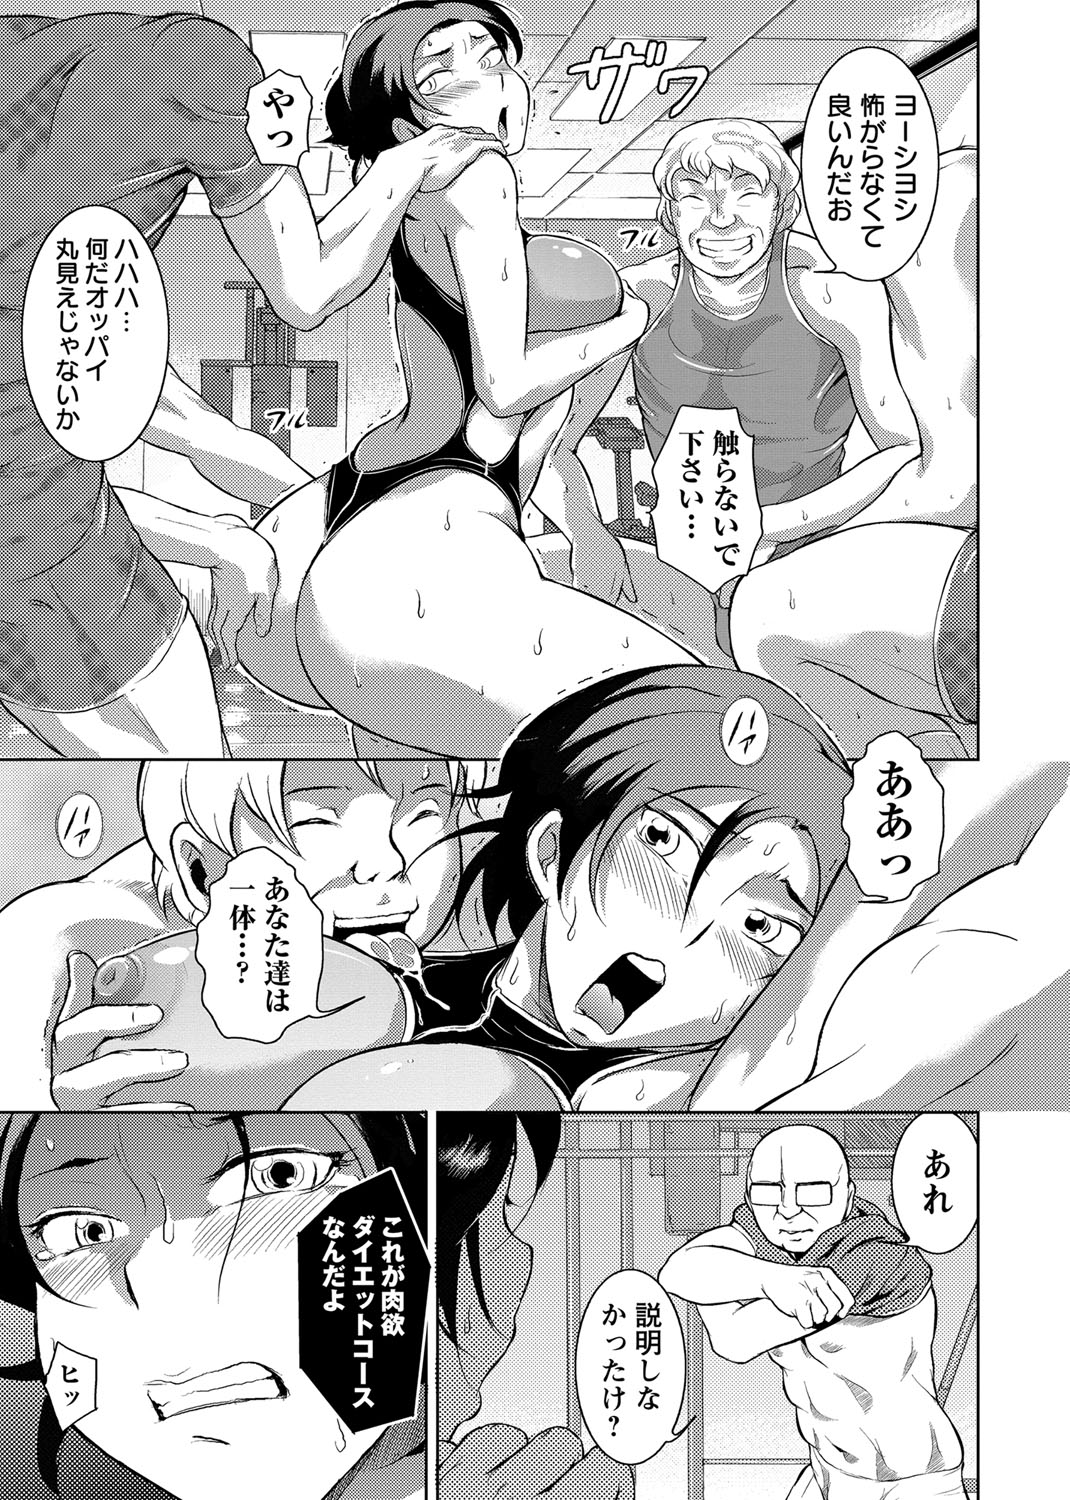 ヨーシヨシ
怖がらなくて
良いんだお
ザワ
やっ
フル
触らないで
下さい…
ハハハ…
何だオッパイ
丸見えじゃないか
フル
ああっ
ハァ
あなた達は
一体…?
ハァ
あれ
説明しな
かったけ?
これが肉欲
ダイエットコース
なんだよ
ヒッ